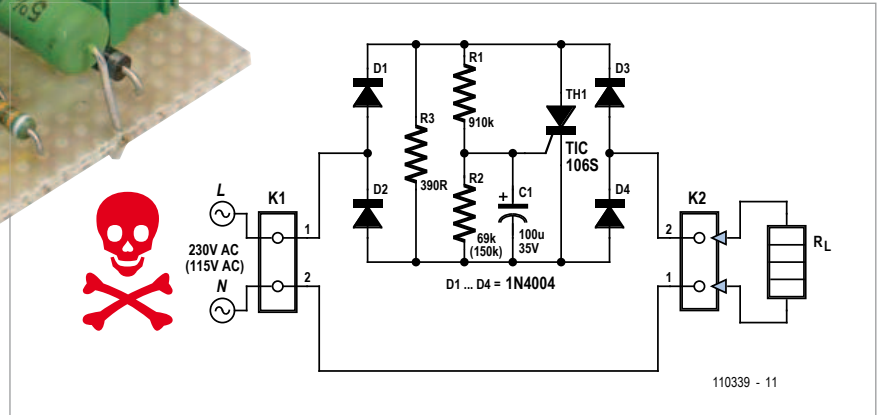 5%
D1
R1
D3
TH1
910k
R3
TIC
106S
390R
R2
C1
D2
D4
+
69k
(150k)
100u
35V
L
K1
1
230V AC
(115V AC)
N
2
K2
2
1
RL
D1 ... D4 = 1N4004
110339 - 11